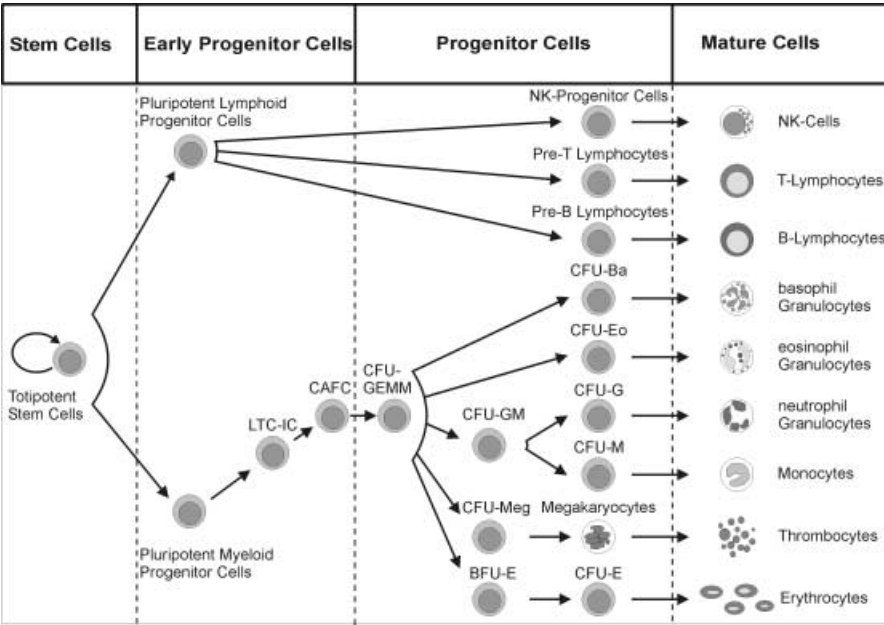 Stem Cells
Early Progenitor Cells
Progenitor Cells
Mature Cells
Pluripotent Lymphoid
Progenitor Cells
NK-Progenitor Cells
NK-Cells
Pre-T Lymphocytes
T-Lymphocytes
Pre-B Lymphocytes
B-Lymphocytes
CFU-Ba
basophil
Granulocytes
CFU-Eo
eosinophil
Granulocytes
Totipotent
Stem Cells
LTC-IC
CAFC
CFU-
GEMM
CFU-GM
CFU-G
neutrophil
Granulocytes
CFU-M
Monocytes
Pluripotent Myeloid
Progenitor Cells
CFU-Meg
Megakaryocytes
Thrombocytes
BFU-E
CFU-E
Erythrocytes